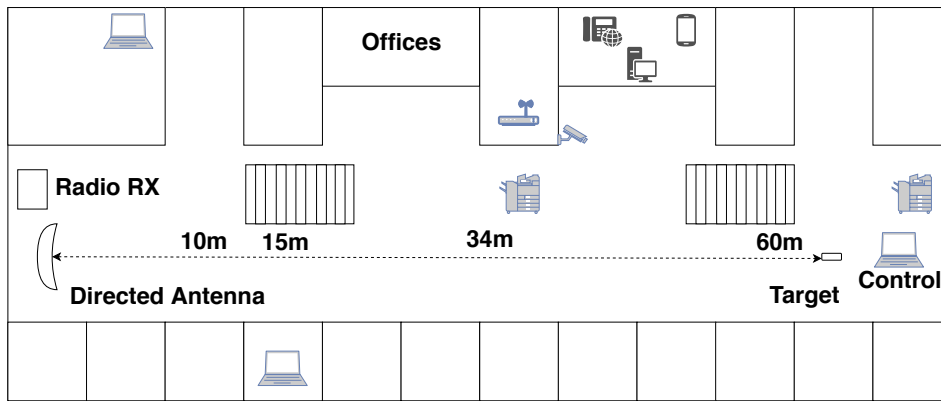 Offices
Radio RX
10m 15m 34m 60m
Directed Antenna Target Control